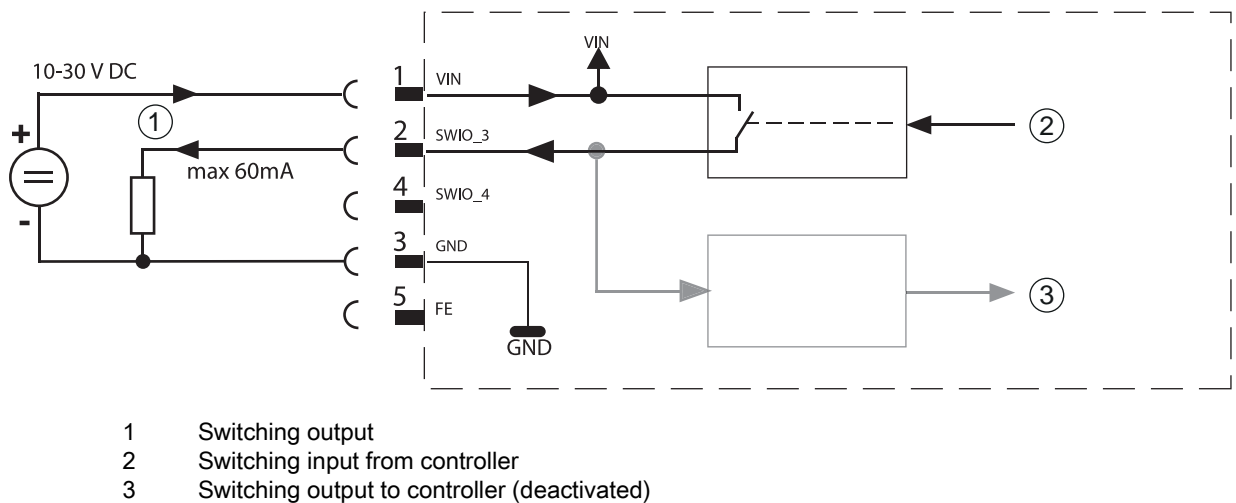 VIN
10-30 V DC
1 VIN
1
+
2 SWIO_3
2
max 60mA
4 SWIO_4
-
3 GND
3
5 FE
GND
1 Switching output
2 Switching input from controller
3 Switching output to controller (deactivated)